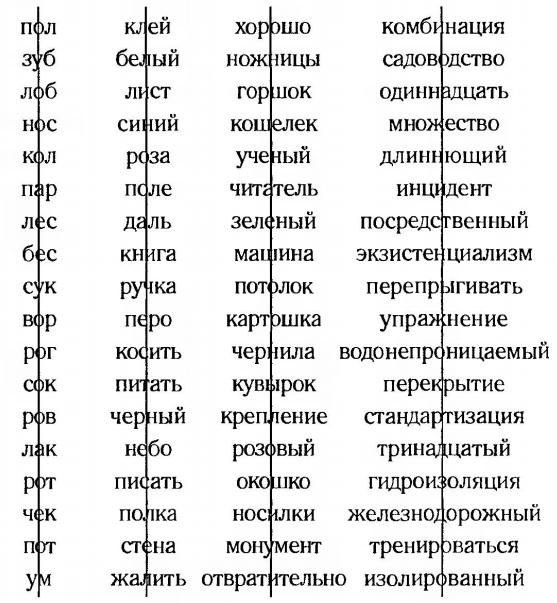 пол клей хорошо комбинация
зуб белый ножницы садоводство
лоб лист горшок одиннадцать
нос синий кошелек множество
кол роза ученый длиннющий
пар поле читатель инцидент
лес даль зеленый посредственный
бес книга машина экзистенциализм
сук ручка потолок перепрыгивать
вор перо картошка упражнение
рог косить чернила водонепроницаемый
сок питать кувырок перекрытие
ров черный крепление стандартизация
лак небо розовый тринадцатый
рот писать окошко гидроизоляция
чек полка носилки железнодорожный
пот стена монумент тренироваться
ум жалить отвратительно изолированный